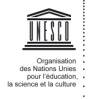 UNESCO
Organisation
des Nations Unies
pour l'éducation,
la science et la culture